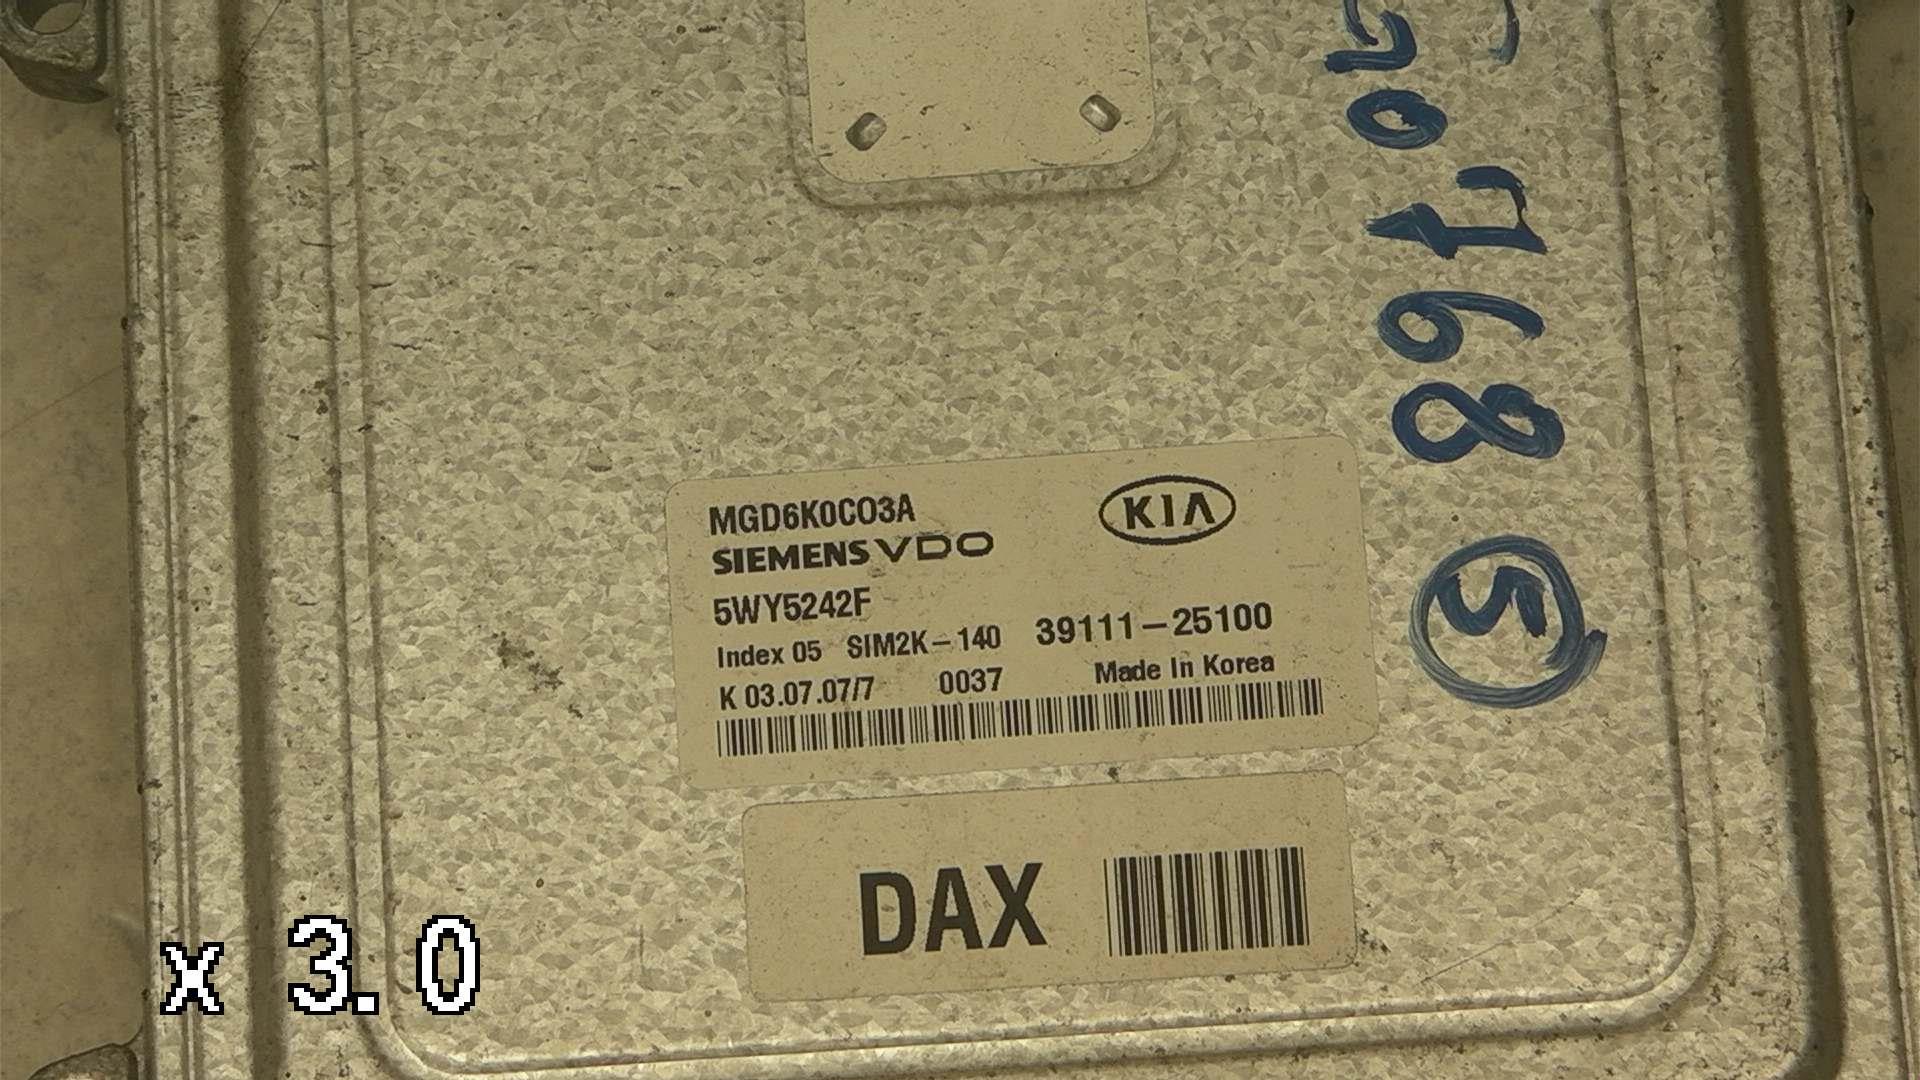 MGD6K0C03A
KIA
SIEMENS VDO
5WY5242F
Index 05 SIM2K-140 39111-25100
K 03.07.07/7 0037 Made In Korea
DAX
5
x 3.0